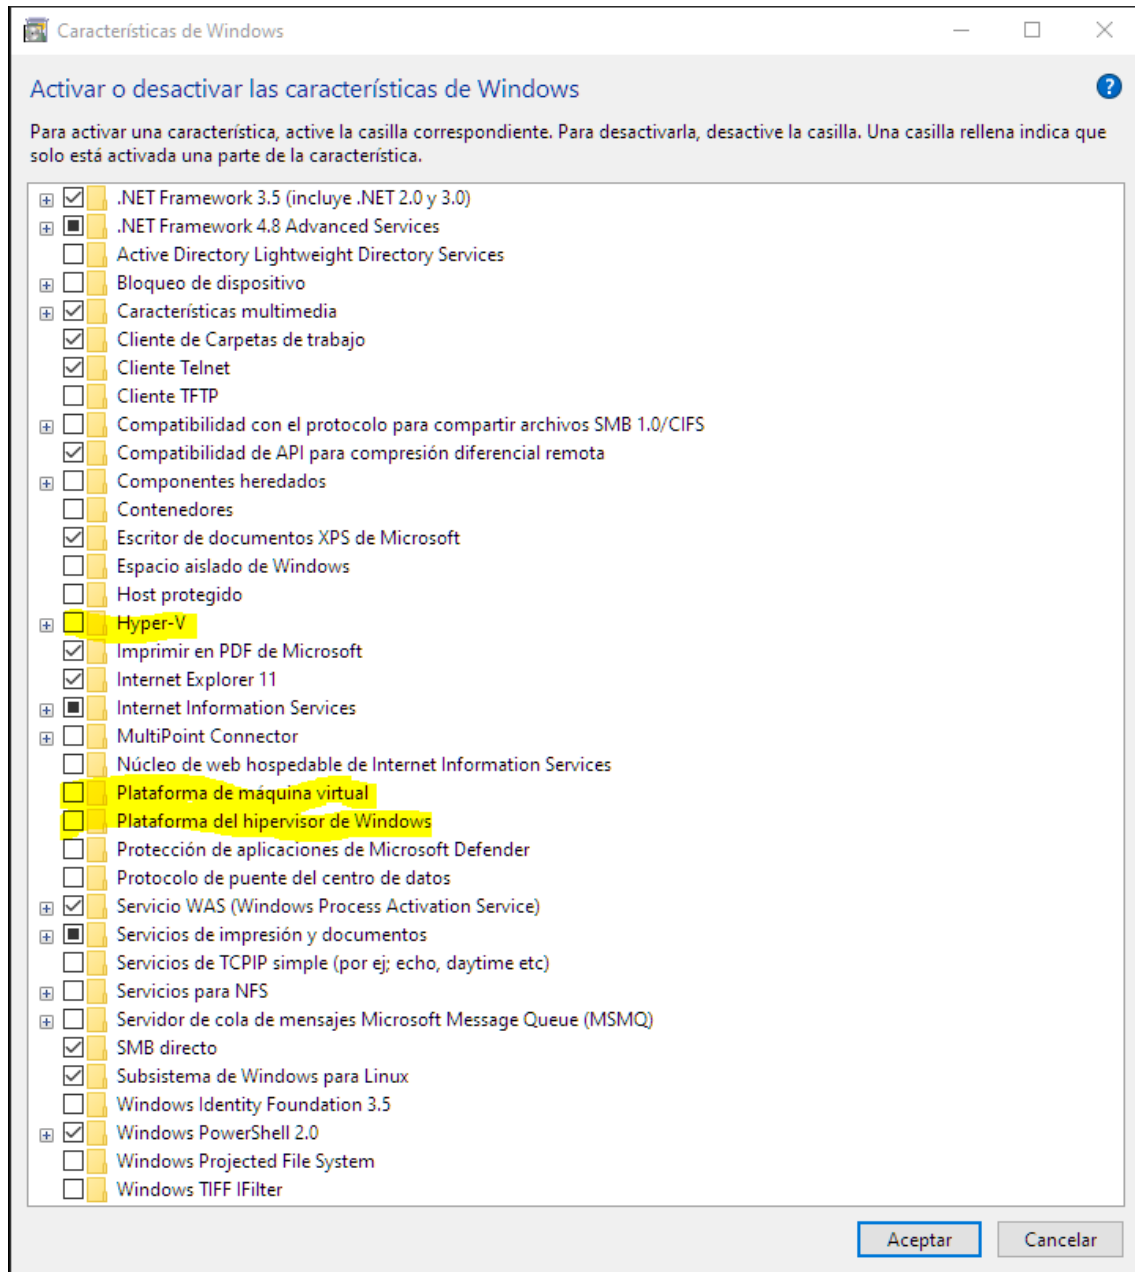 Características de Windows
Activar o desactivar las características de Windows
Para activar una característica, active la casilla correspondiente. Para desactivarla, desactive la casilla. Una casilla rellena indica que
solo está activada una parte de la característica.
.NET Framework 3.5 (incluye .NET 2.0 y 3.0)
.NET Framework 4.8 Advanced Services
Active Directory Lightweight Directory Services
Bloqueo de dispositivo
Características multimedia
Cliente de Carpetas de trabajo
Cliente Telnet
Cliente TFTP
Compatibilidad con el protocolo para compartir archivos SMB 1.0/CIFS
Compatibilidad de API para compresión diferencial remota
Componentes heredados
Contenedores
Escritor de documentos XPS de Microsoft
Espacio aislado de Windows
Host protegido
Hyper-V
Imprimir en PDF de Microsoft
Internet Explorer 11
Internet Information Services
MultiPoint Connector
Núcleo de web hospedable de Internet Information Services
Plataforma de máquina virtual
Plataforma del hipervisor de Windows
Protección de aplicaciones de Microsoft Defender
Protocolo de puente del centro de datos
Servicio WAS (Windows Process Activation Service)
Servicios de impresión y documentos
Servicios de TCPIP simple (por ej; echo, daytime etc)
Servicios para NFS
Servidor de cola de mensajes Microsoft Message Queue (MSMQ)
SMB directo
Subsistema de Windows para Linux
Windows Identity Foundation 3.5
Windows PowerShell 2.0
Windows Projected File System
Windows TIFF IFilter
Aceptar Cancelar